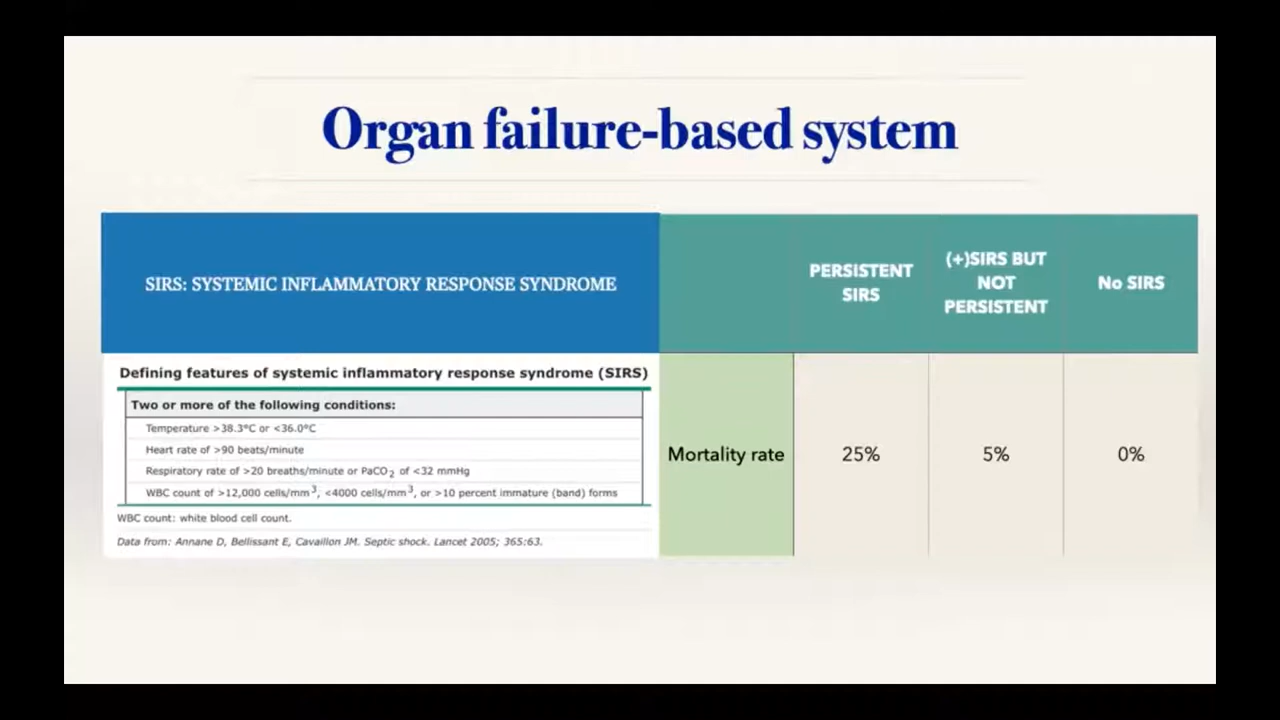 Organ failure-based system
SIRS: SYSTEMIC INFLAMMATORY RESPONSE SYNDROME
Defining features of systemic inflammatory response syndrome (SIRS)
Two or more of the following conditions:
Temperature >38.3°C or <36.0°C
Heart rate of >90 beats/minute
Respiratory rate of >20 breaths/minute or PaCO2 of <32 mmHg
WBC count of >12,000 cells/mm3, <4000 cells/mm3, or >10 percent immature (band) forms
WBC count: white blood cell count.
Data from: Annane D, Bellissant E, Cavaillon JM. Septic shock. Lancet 2005; 365:63.
PERSISTENT
SIRS
(+)SIRS BUT
NOT
PERSISTENT
No SIRS
Mortality rate
25%
5%
0%